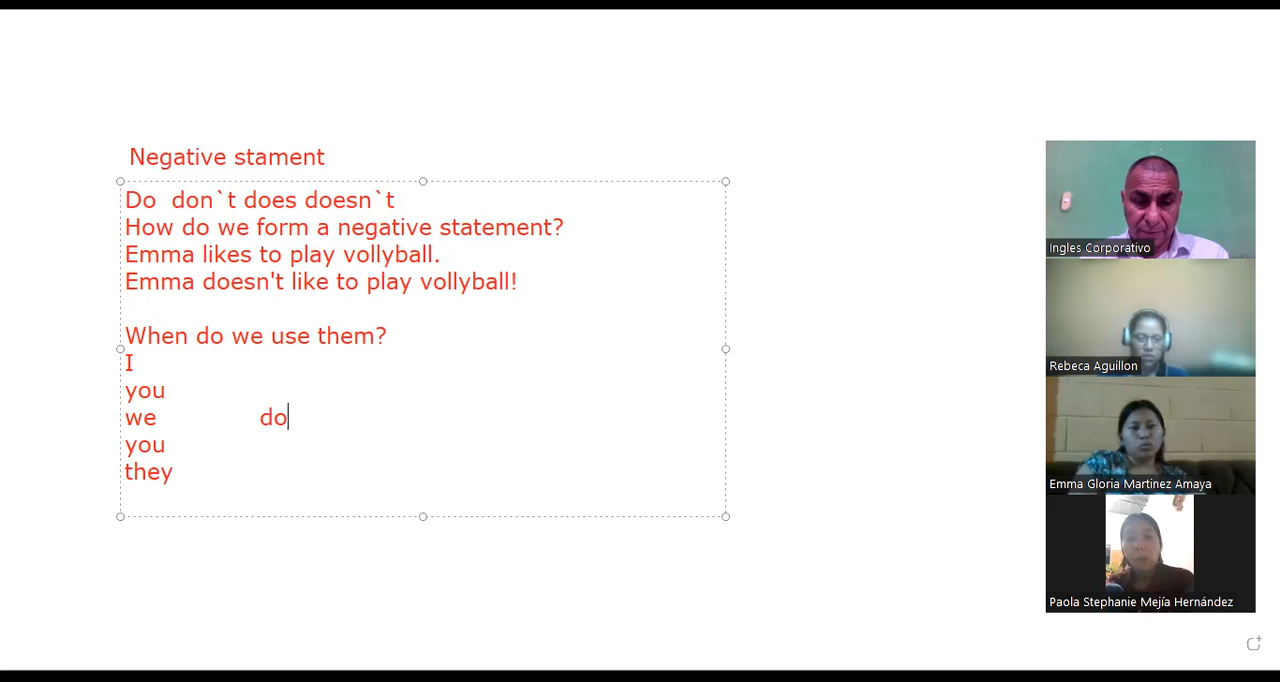 Negative stament
Do  don`t does doesn`t
How do we form a negative statement?
Emma likes to play vollyball.
Emma doesn't like to play vollyball!
When do we use them?
I
you
we do
you
they
Ingles Corporativo
Rebeca Aguillon
Emma Gloria Martinez Amaya
Paola Stephanie Mejía Hernández